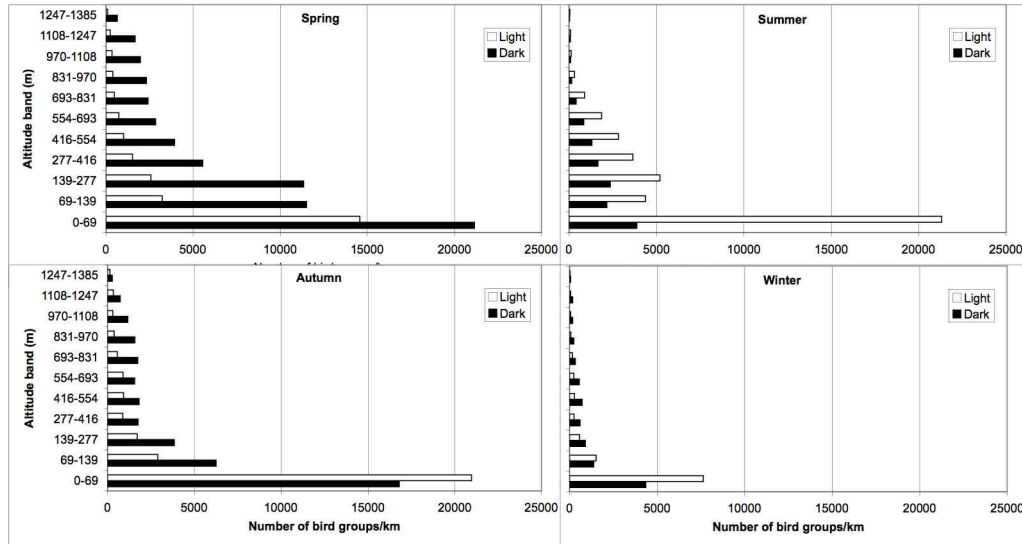 Spring
Light
Dark
Altitude band (m)
1247-1385
1108-1247
970-1108
831-970
693-831
554-693
416-554
277-416
139-277
69-139
0-69
0 5000 10000 15000 20000 25000
Summer
Light
Dark
0 5000 10000 15000 20000 25000
Autumn
Light
Dark
Altitude band (m)
1247-1385
1108-1247
970-1108
831-970
693-831
554-693
416-554
277-416
139-277
69-139
0-69
0 5000 10000 15000 20000 25000
Number of bird groups/km
Winter
Light
Dark
0 5000 10000 15000 20000 25000
Number of bird groups/km